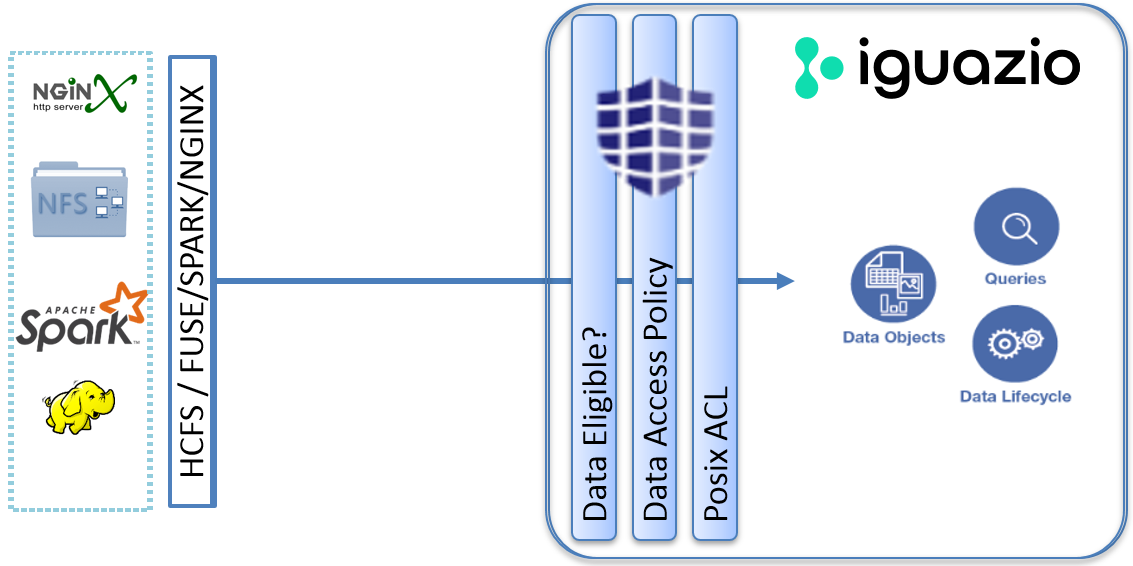 NGiNX
http server
NFS
APACHE
Spark™
HCFS / FUSE/SPARK/NGINX
Data Eligible?
Data Access Policy
Posix ACL
iguazio
Queries
Data Objects
Data Lifecycle